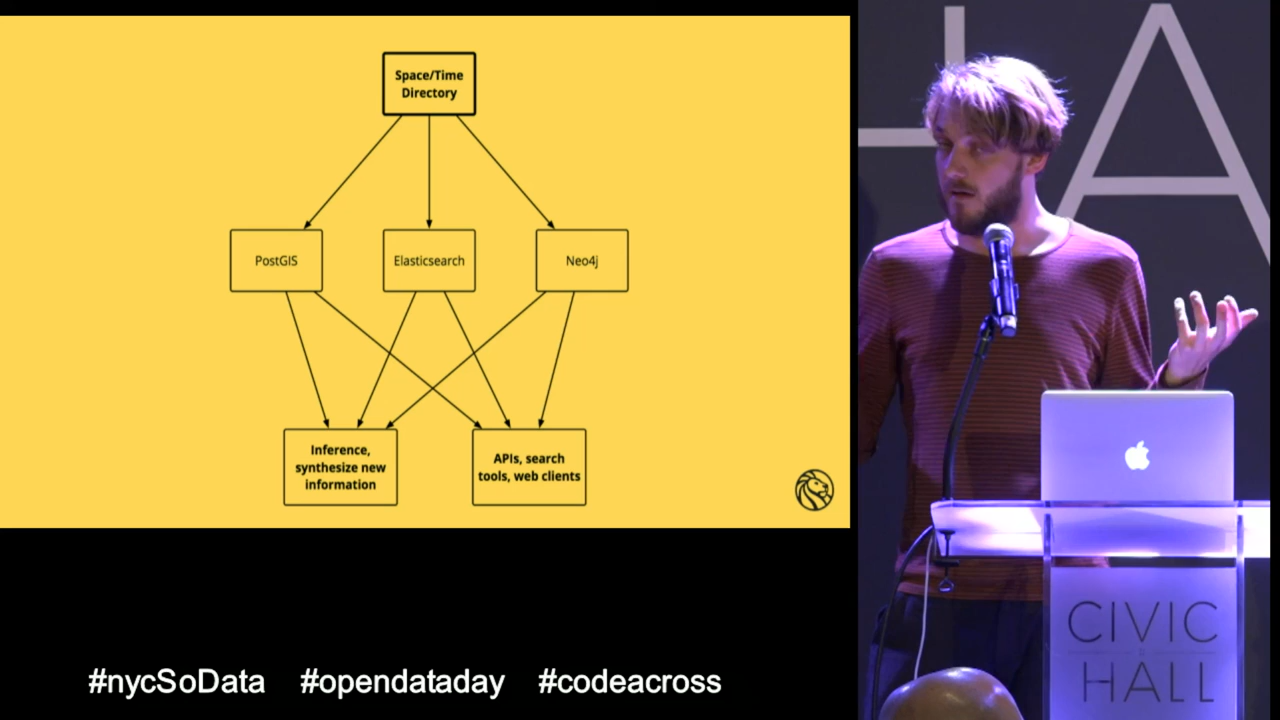 Space/Time
Directory
PostGIS
Elasticsearch
Neo4j
Inference,
synthesize new
information
APIs, search
tools, web clients
#nycSoData #opendataday #codeacross
HA
CIVIC
HALL